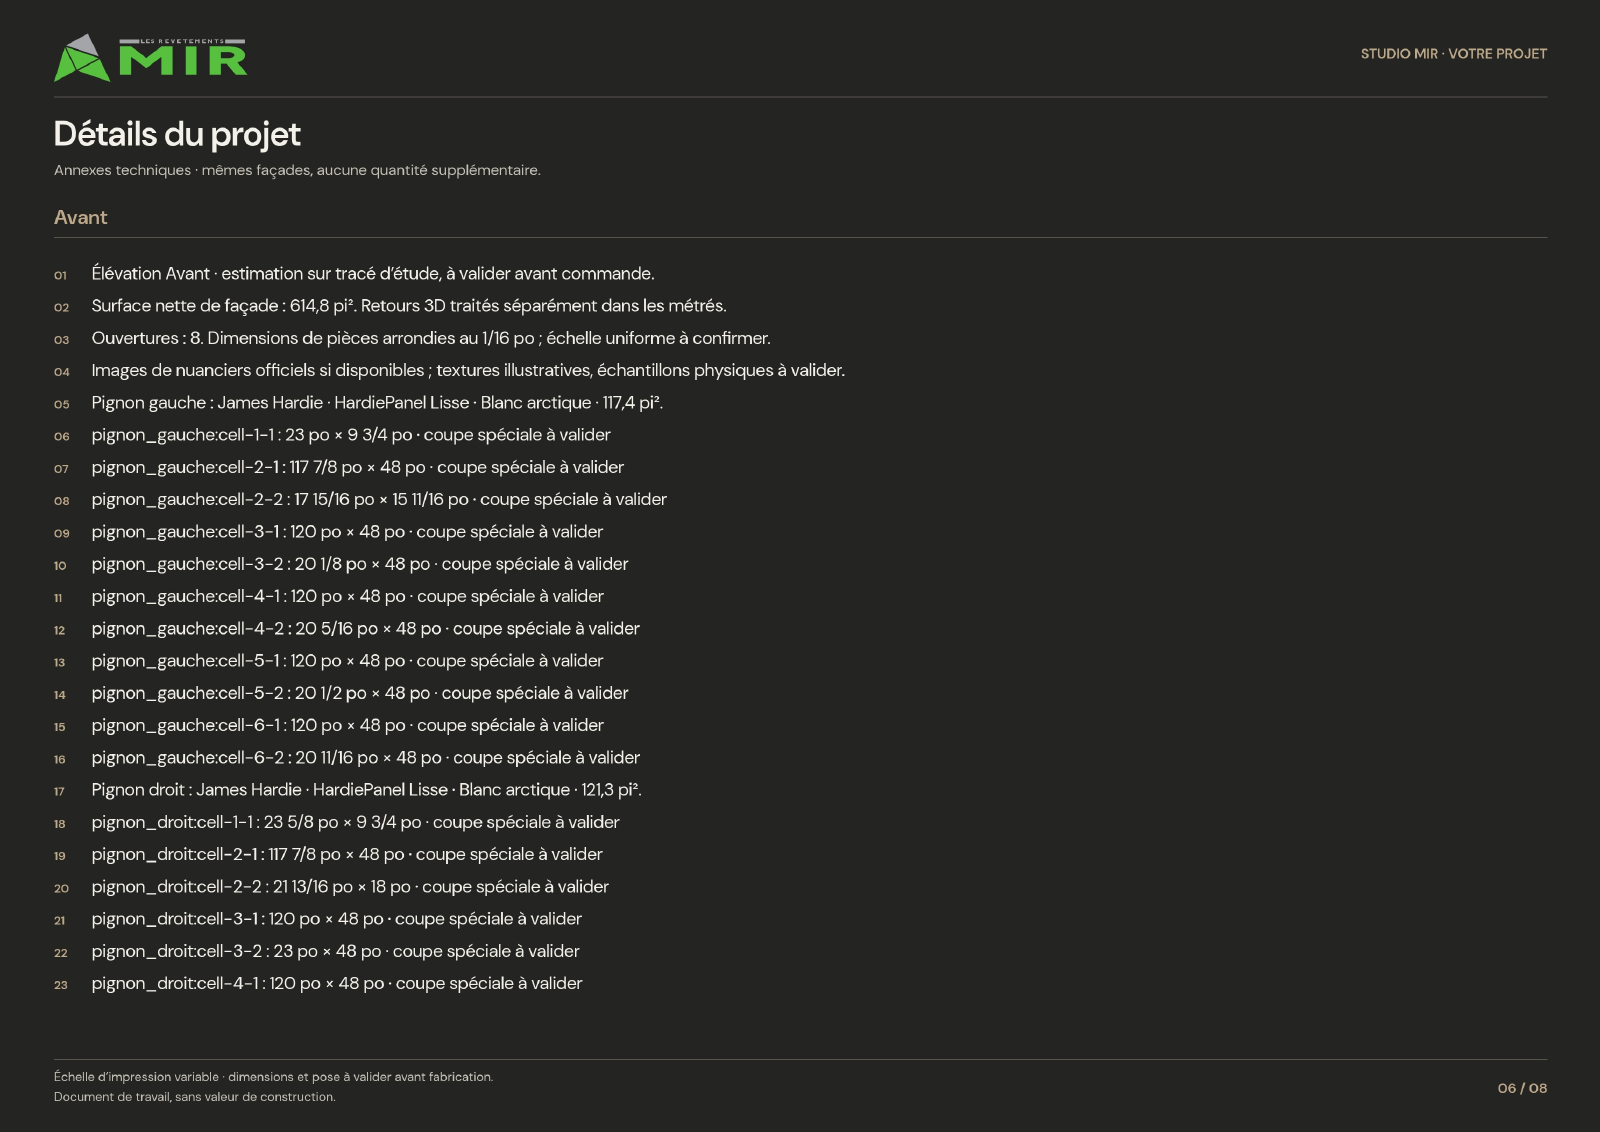 LES REVÊTEMENTS
MIR
STUDIO MIR · VOTRE PROJET
Détails du projet
Annexes techniques · mêmes façades, aucune quantité supplémentaire.
Avant
01 Élévation Avant · estimation sur tracé d’étude, à valider avant commande.
02 Surface nette de façade : 614,8 pi². Retours 3D traités séparément dans les métrés.
03 Ouvertures : 8. Dimensions de pièces arrondies au 1/16 po ; échelle uniforme à confirmer.
04 Images de nuanciers officiels si disponibles ; textures illustratives, échantillons physiques à valider.
05 Pignon gauche : James Hardie · HardiePanel Lisse · Blanc arctique · 117,4 pi².
06 pignon_gauche:cell-1-1 : 23 po × 9 3/4 po · coupe spéciale à valider
07 pignon_gauche:cell-2-1 : 117 7/8 po × 48 po · coupe spéciale à valider
08 pignon_gauche:cell-2-2 : 17 15/16 po × 15 11/16 po · coupe spéciale à valider
09 pignon_gauche:cell-3-1 : 120 po × 48 po · coupe spéciale à valider
10 pignon_gauche:cell-3-2 : 20 1/8 po × 48 po · coupe spéciale à valider
11 pignon_gauche:cell-4-1 : 120 po × 48 po · coupe spéciale à valider
12 pignon_gauche:cell-4-2 : 20 5/16 po × 48 po · coupe spéciale à valider
13 pignon_gauche:cell-5-1 : 120 po × 48 po · coupe spéciale à valider
14 pignon_gauche:cell-5-2 : 20 1/2 po × 48 po · coupe spéciale à valider
15 pignon_gauche:cell-6-1 : 120 po × 48 po · coupe spéciale à valider
16 pignon_gauche:cell-6-2 : 20 11/16 po × 48 po · coupe spéciale à valider
17 Pignon droit : James Hardie · HardiePanel Lisse · Blanc arctique · 121,3 pi².
18 pignon_droit:cell-1-1 : 23 5/8 po × 9 3/4 po · coupe spéciale à valider
19 pignon_droit:cell-2-1 : 117 7/8 po × 48 po · coupe spéciale à valider
20 pignon_droit:cell-2-2 : 21 13/16 po × 18 po · coupe spéciale à valider
21 pignon_droit:cell-3-1 : 120 po × 48 po · coupe spéciale à valider
22 pignon_droit:cell-3-2 : 23 po × 48 po · coupe spéciale à valider
23 pignon_droit:cell-4-1 : 120 po × 48 po · coupe spéciale à valider
Échelle d’impression variable · dimensions et pose à valider avant fabrication.
Document de travail, sans valeur de construction.
06 / 08